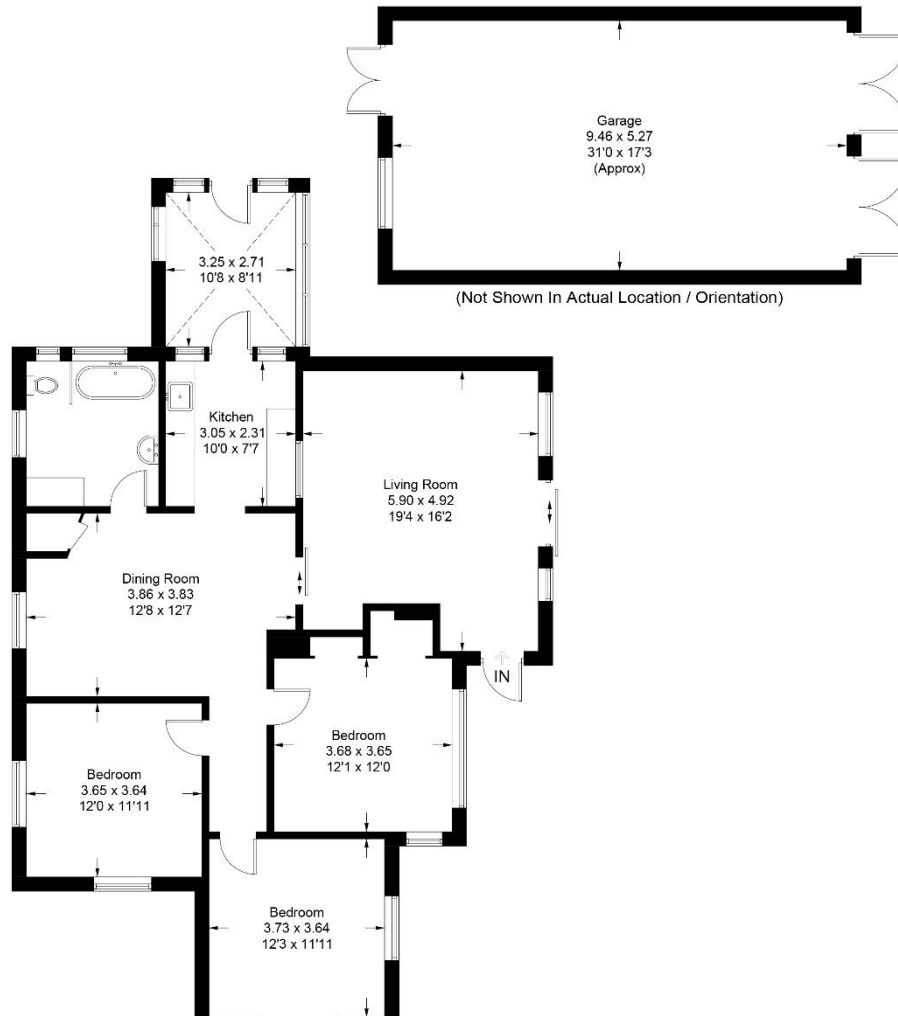 Garage
9.46 x 5.27
31'0 x 17'3
(Approx)
(Not Shown In Actual Location / Orientation)
3.25 x 2.71
10'8 x 8'11
Kitchen
3.05 x 2.31
10'0 x 7'7
Living Room
5.90 x 4.92
19'4 x 16'2
Dining Room
3.86 x 3.83
12'8 x 12'7
IN
Bedroom
3.68 x 3.65
12'1 x 12'0
Bedroom
3.65 x 3.64
12'0 x 11'11
Bedroom
3.73 x 3.64
12'3 x 11'11